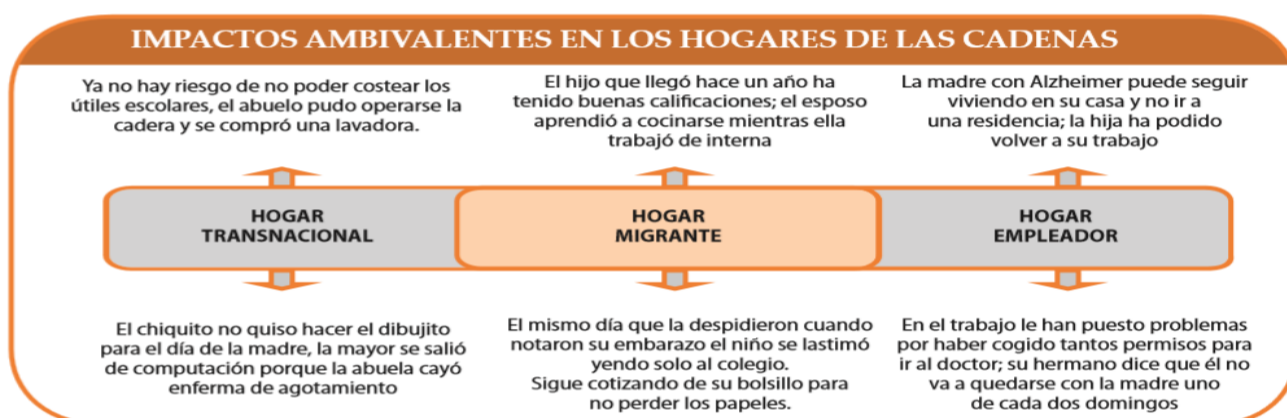 IMPACTOS AMBIVALENTES EN LOS HOGARES DE LAS CADENAS
Ya no hay riesgo de no poder costear los
útiles escolares, el abuelo pudo operarse la
cadera y se compró una lavadora.
El hijo que llegó hace un año ha
tenido buenas calificaciones; el esposo
aprendió a cocinarse mientras ella
trabajó de interna
La madre con Alzheimer puede seguir
viviendo en su casa y no ir a
una residencia; la hija ha podido
volver a su trabajo
HOGAR
TRANSNACIONAL
HOGAR
MIGRANTE
HOGAR
EMPLEADOR
El chiquito no quiso hacer el dibujito
para el día de la madre, la mayor se salió
de computación porque la abuela cayó
enferma de agotamiento
El mismo día que la despidieron cuando
notaron su embarazo el niño se lastimó
yendo solo al colegio.
Sigue cotizando de su bolsillo para
no perder los papeles.
En el trabajo le han puesto problemas
por haber cogido tantos permisos para
ir al doctor; su hermano dice que él no
va a quedarse con la madre uno
de cada dos domingos